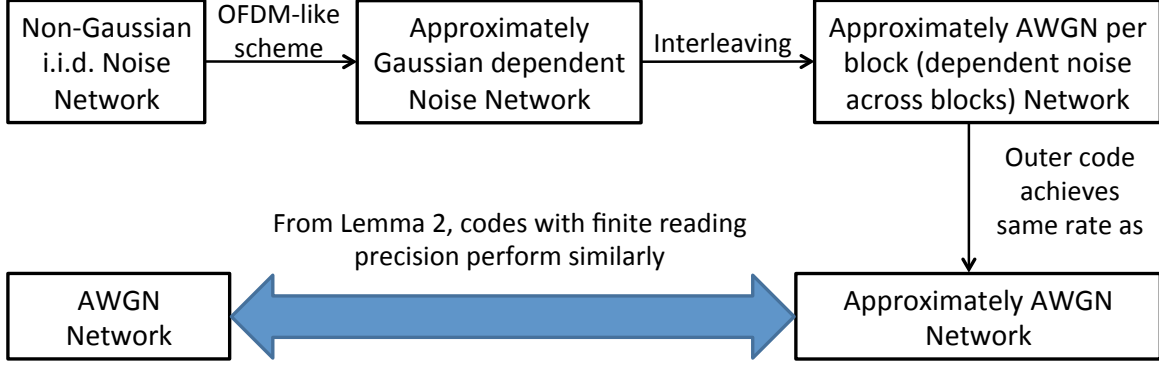 Non-Gaussian
i.i.d. Noise
Network
OFDM-like
scheme
Approximately
Gaussian dependent
Noise Network
Interleaving
Approximately AWGN per
block (dependent noise
across blocks) Network
Outer code
achieves
same rate as
From Lemma 2, codes with finite reading
precision perform similarly
AWGN
Network
Approximately AWGN
Network